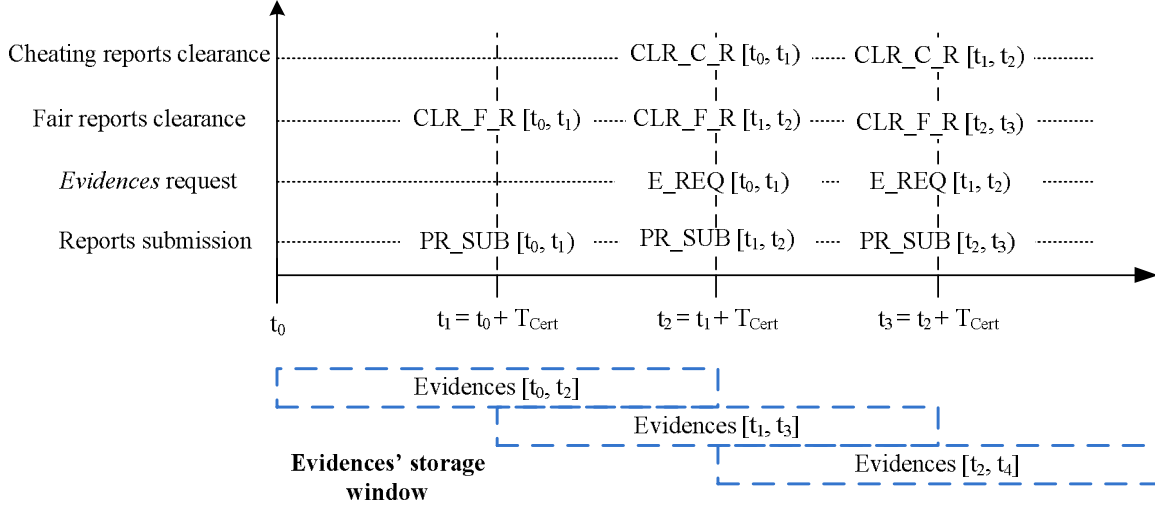 Cheating reports clearance CLR_C_R [t0, t1) CLR_C_R [t1, t2)
Fair reports clearance CLR_F_R [t0, t1) CLR_F_R [t1, t2) CLR_F_R [t2, t3)
Evidences request E_REQ [t0, t1) E_REQ [t1, t2)
Reports submission PR_SUB [t0, t1) PR_SUB [t1, t2) PR_SUB [t2, t3)
t0 t1 = t0 + TCert t2 = t1 + TCert t3 = t2 + TCert
Evidences [t0, t2]
Evidences [t1, t3]
Evidences [t2, t4]
Evidences' storage
window